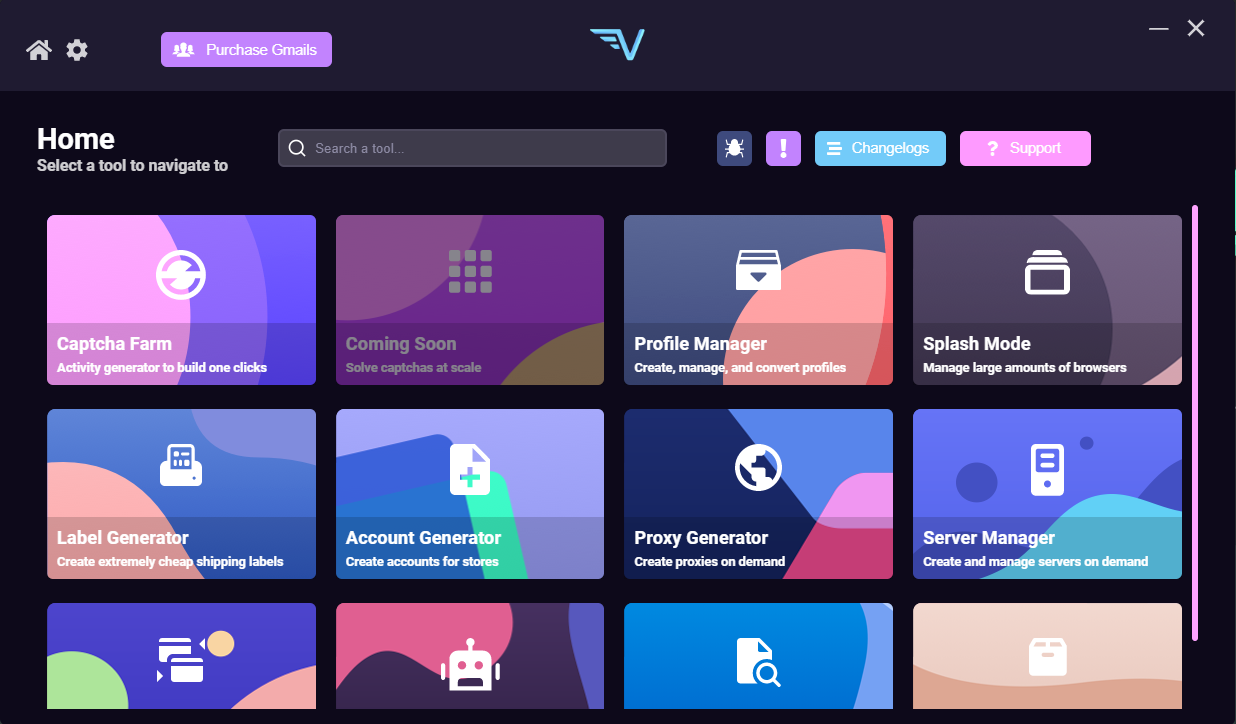 Purchase Gmails
Home
Select a tool to navigate to
Search a tool...
Changelogs
Support
Captcha Farm
Activity generator to build one clicks
Coming Soon
Solve captchas at scale
Profile Manager
Create, manage, and convert profiles
Splash Mode
Manage large amounts of browsers
Label Generator
Create extremely cheap shipping labels
Account Generator
Create accounts for stores
Proxy Generator
Create proxies on demand
Server Manager
Create and manage servers on demand